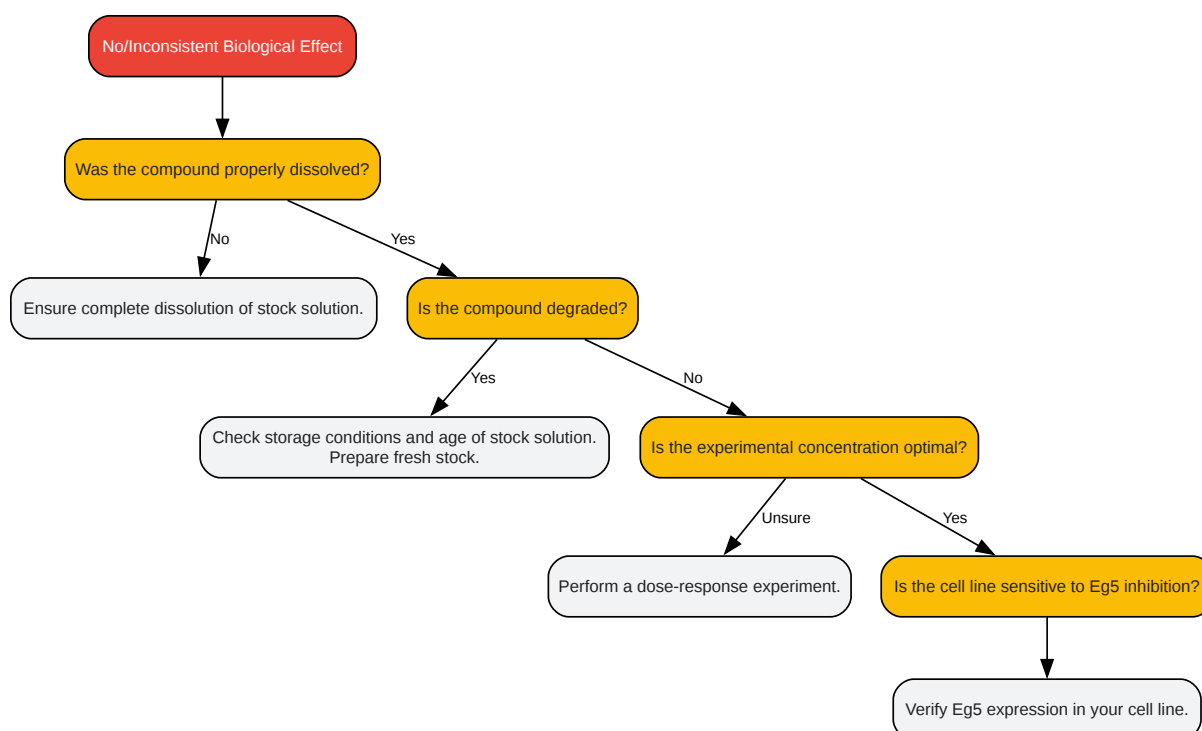 No/Inconsistent Biological Effect
Was the compound properly dissolved?
No
Yes
Ensure complete dissolution of stock solution.
Is the compound degraded?
Yes
No
Check storage conditions and age of stock solution.
Prepare fresh stock.
Is the experimental concentration optimal?
Unsure
Yes
Perform a dose-response experiment.
Is the cell line sensitive to Eg5 inhibition?
Verify Eg5 expression in your cell line.